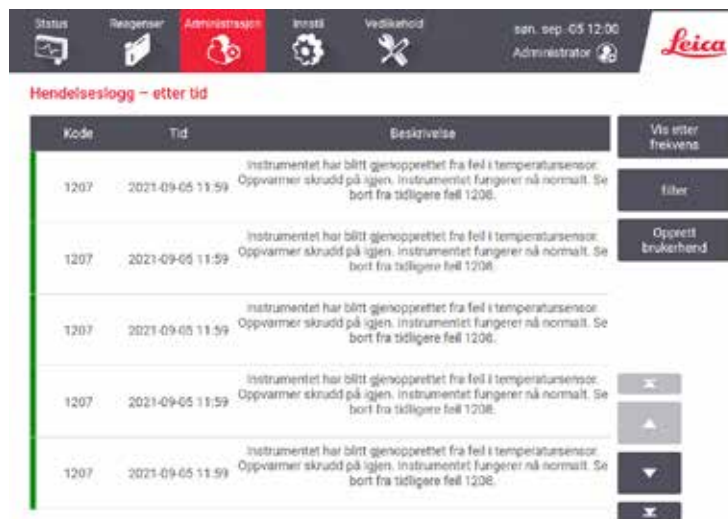 Status Reagenser Administrasjon Innstil Vedlikehold søn. sep. 05 12:00
Administrator
Leica
Hendelseslogg – etter tid
Kode Tid Beskrivelse
Vis etter
frekvens
filter
Opprett
brukerhend
Instrumentet har blitt gjenopprettet fra feil i temperatursensor.
1207 2021-09-05 11:59 Oppvarmer skrudd på igjen. Instrumentet fungerer nå normalt. Se
bort fra tidligere feil 1208.
Instrumentet har blitt gjenopprettet fra feil i temperatursensor.
1207 2021-09-05 11:59 Oppvarmer skrudd på igjen. Instrumentet fungerer nå normalt. Se
bort fra tidligere feil 1208.
Instrumentet har blitt gjenopprettet fra feil i temperatursensor.
1207 2021-09-05 11:59 Oppvarmer skrudd på igjen. Instrumentet fungerer nå normalt. Se
bort fra tidligere feil 1208.
Instrumentet har blitt gjenopprettet fra feil i temperatursensor.
1207 2021-09-05 11:59 Oppvarmer skrudd på igjen. Instrumentet fungerer nå normalt. Se
bort fra tidligere feil 1208.
Instrumentet har blitt gjenopprettet fra feil i temperatursensor.
1207 2021-09-05 11:59 Oppvarmer skrudd på igjen. Instrumentet fungerer nå normalt. Se
bort fra tidligere feil 1208.